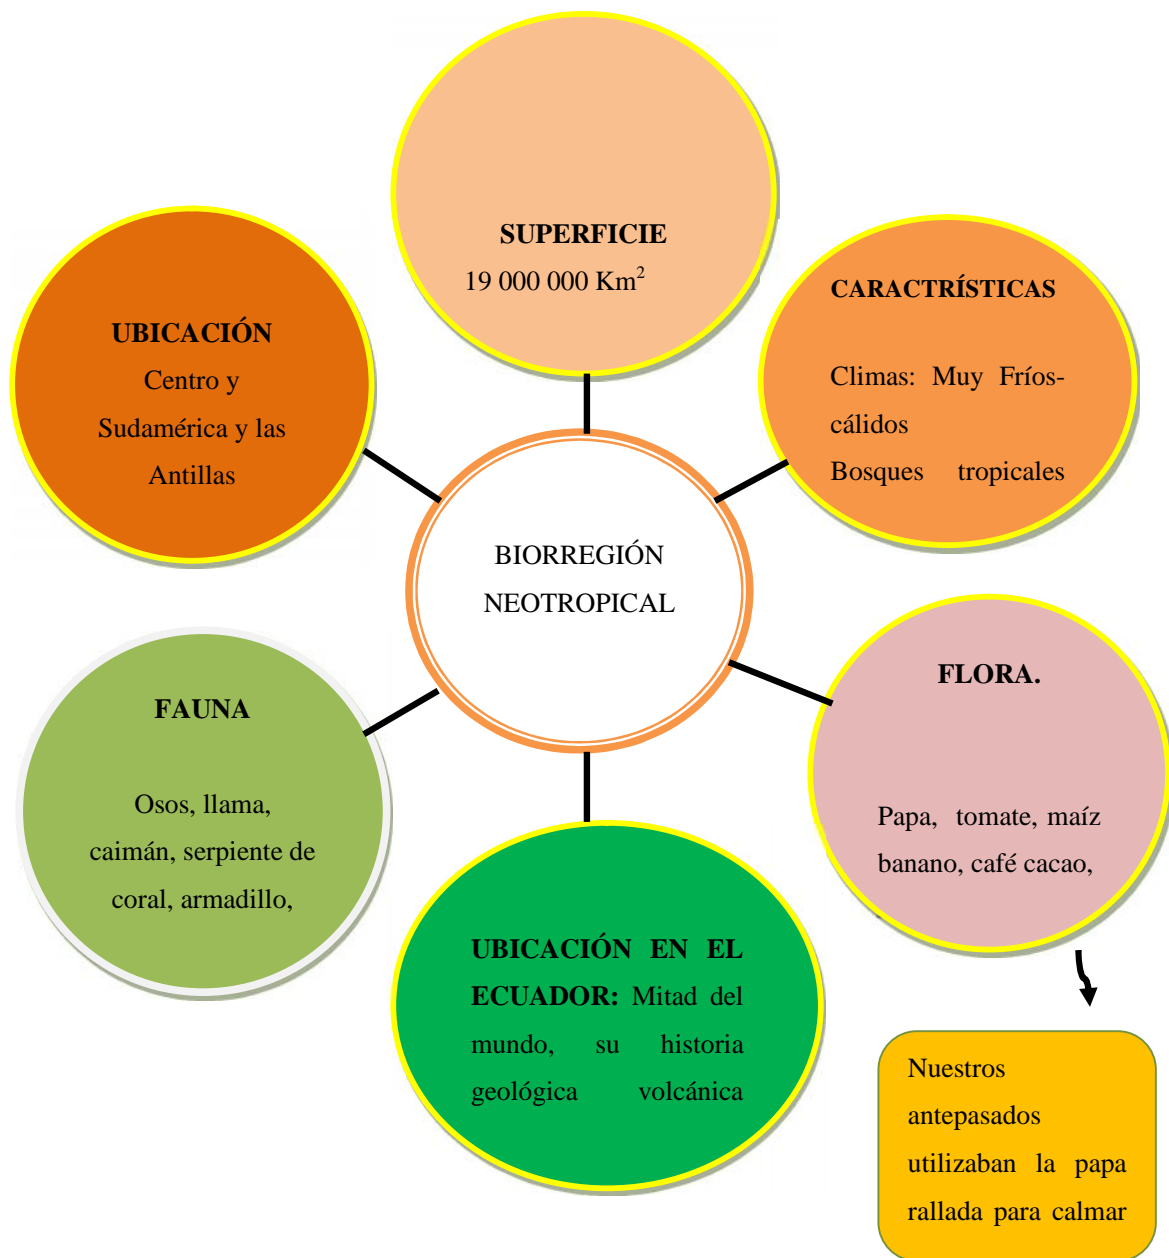 SUPERFICIE
19 000 000 Km²
UBICACIÓN
Centro y
Sudamérica y las
Antillas
CARACTRÍSTICAS
Climas: Muy Fríos-
cálidos
Bosques tropicales
BIORREGIÓN
NEOTROPICAL
FAUNA
Osos, llama,
caimán, serpiente de
coral, armadillo,
FLORA.
Papa, tomate, maíz
banano, café cacao,
UBICACIÓN EN EL
ECUADOR: Mitad del
mundo, su historia
geológica volcánica
Nuestros
antepasados
utilizaban la papa
rallada para calmar